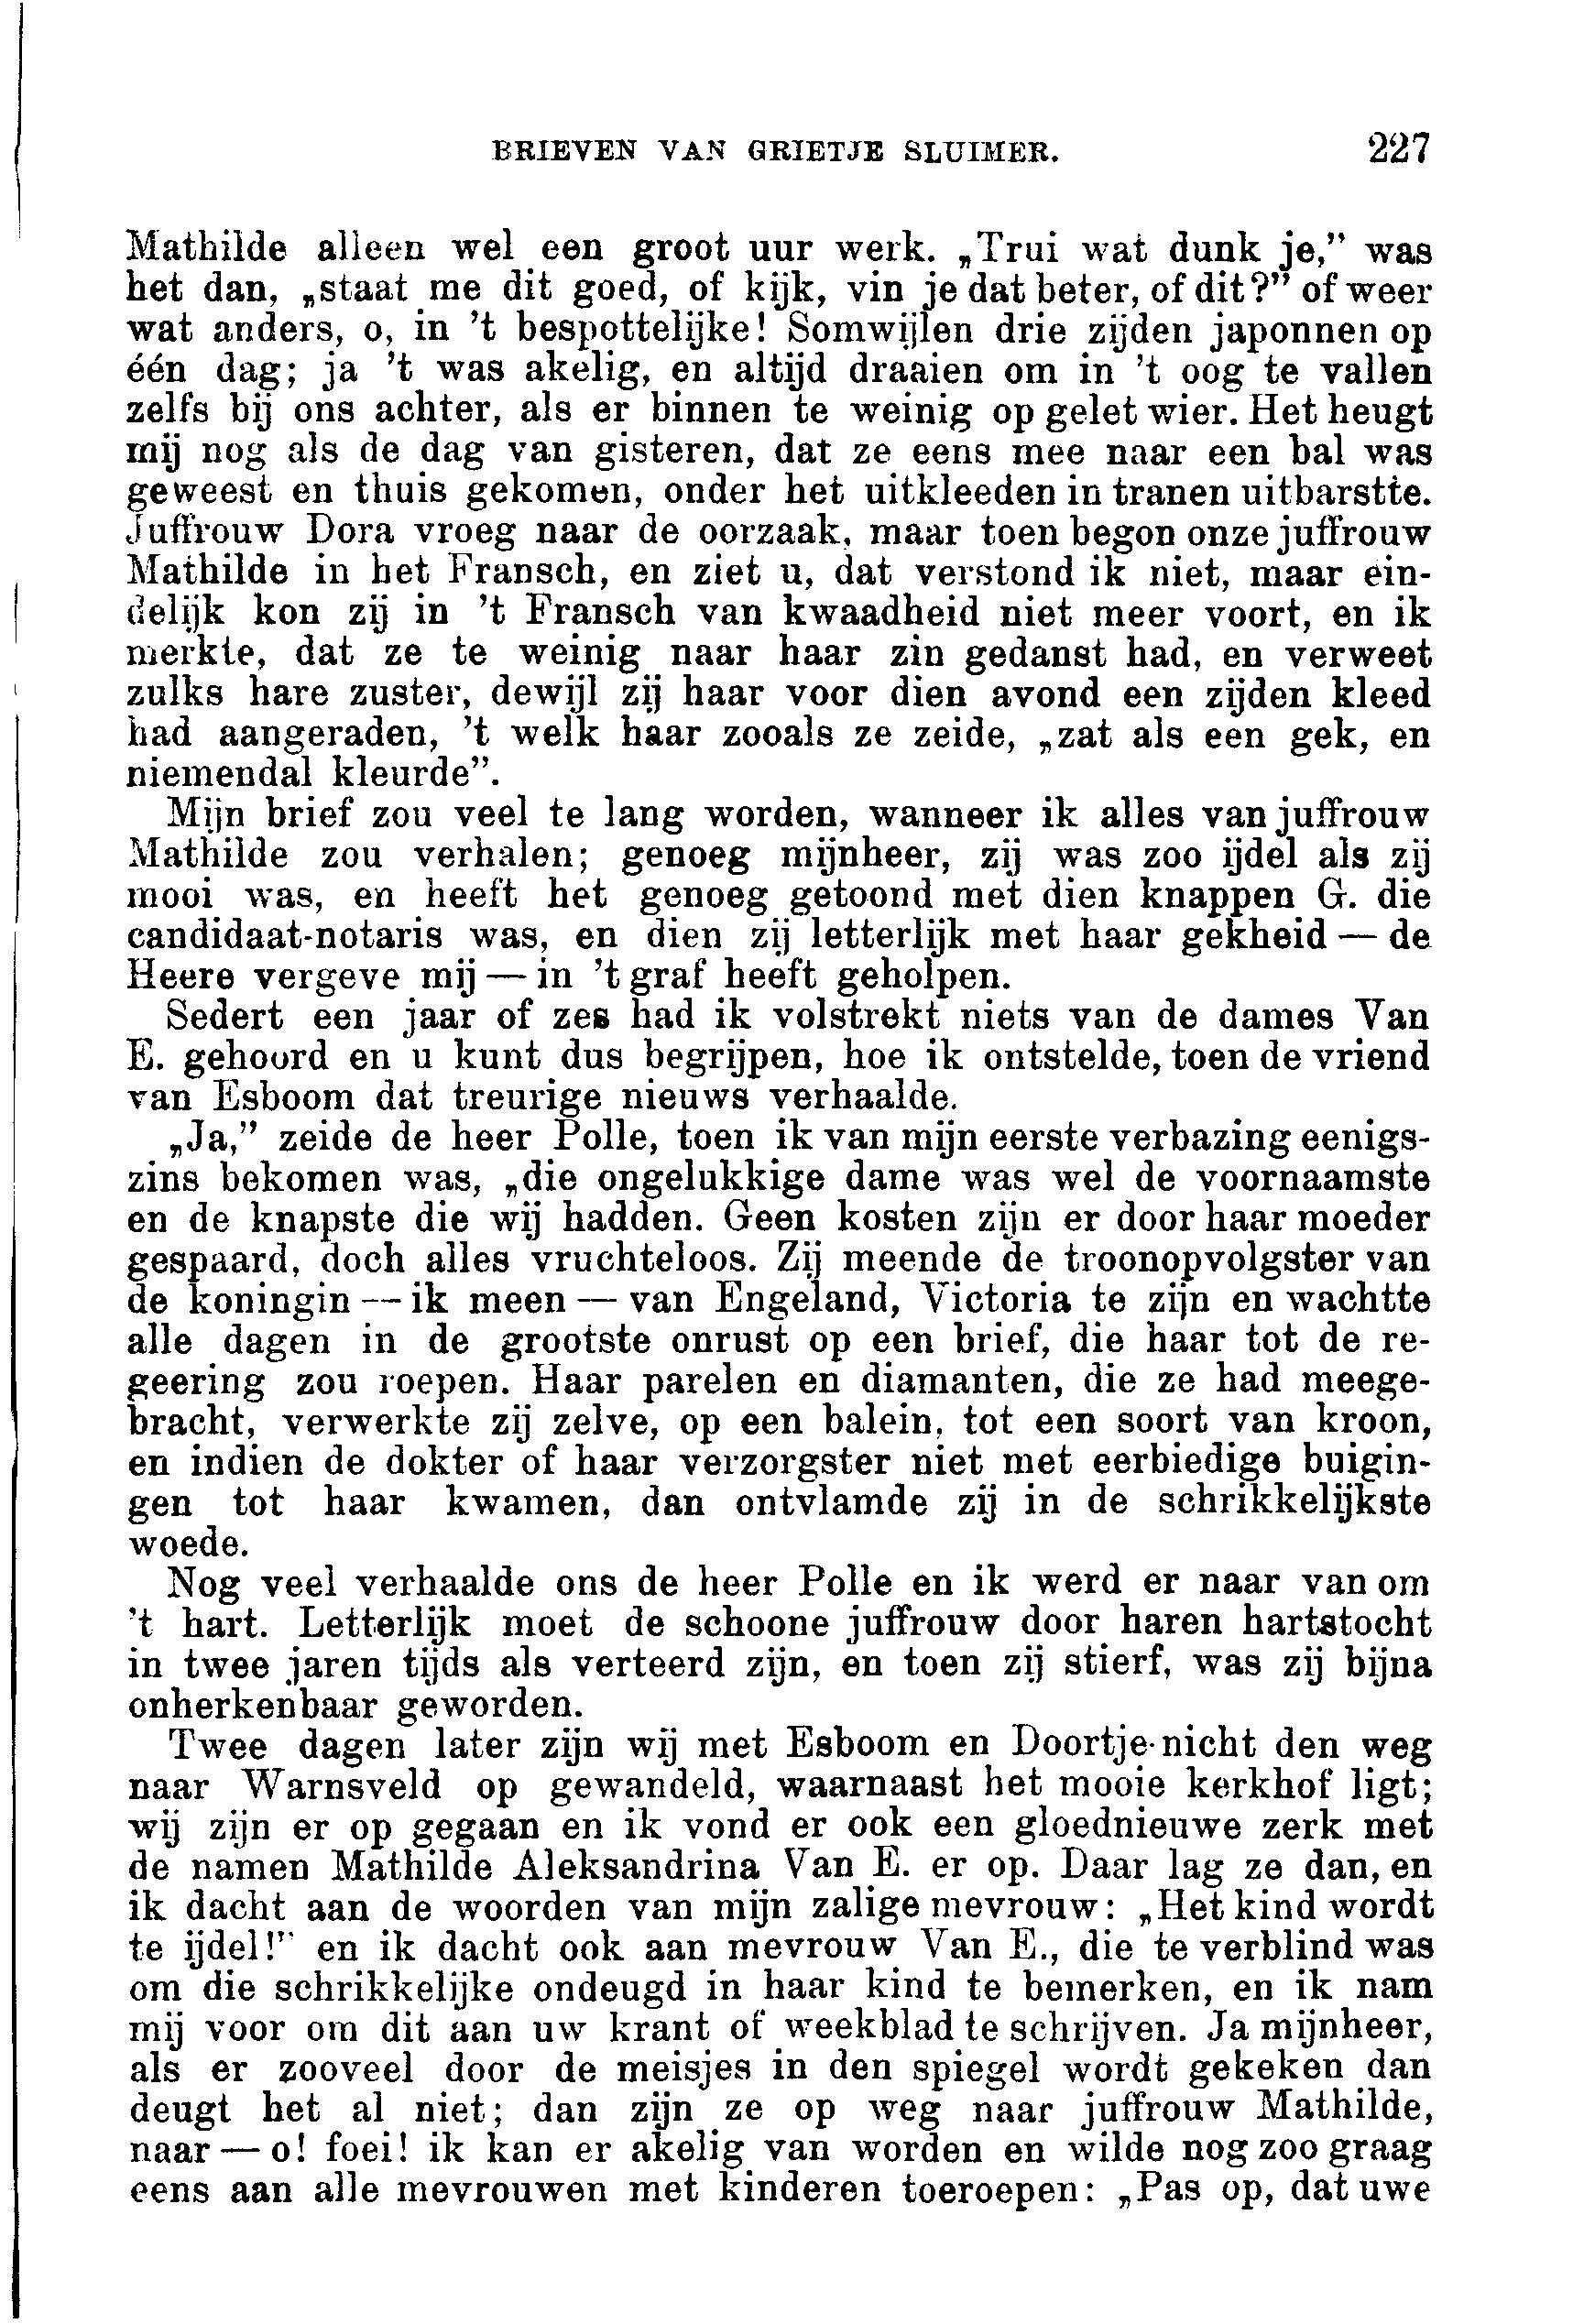 BRIEVEN VAN GRIETJE SLUIMER. 227
Mathilde alleen wel een groot uur werk. „Trui wat dunk je,” was
het dan, „staat me dit goed, of kijk, vin je dat beter, of dit?” of weer
wat anders, o, in 't bespottelijke! Somwijlen drie zijden japonnen op
één dag; ja 't was akelig, en altijd draaien om in 't oog te vallen
zelfs bij ons achter, als er binnen te weinig op gelet wier. Het heugt
mij nog als de dag van gisteren, dat ze eens mee naar een bal was
geweest en thuis gekomen, onder het uitkleeden in tranen uitbarstte.
Juffrouw Dora vroeg naar de oorzaak, maar toen begon onze juffrouw
Mathilde in het Fransch, en ziet u, dat verstond ik niet, maar ein-
delijk kon zij in 't Fransch van kwaadheid niet meer voort, en ik
merkte, dat ze te weinig naar haar zin gedanst had, en verweet
zulks hare zuster, dewijl zij haar voor dien avond een zijden kleed
had aangeraden, 't welk haar zooals ze zeide, „zat als een gek, en
niemendal kleurde”.
Mijn brief zou veel te lang worden, wanneer ik alles van juffrouw
Mathilde zou verhalen; genoeg mijnheer, zij was zoo ijdel als zij
mooi was, en heeft het genoeg getoond met dien knappen G. die
candidaat-notaris was, en dien zij letterlijk met haar gekheid — de
Heere vergeve mij — in 't graf heeft geholpen.
Sedert een jaar of zes had ik volstrekt niets van de dames Van
E. gehoord en u kunt dus begrijpen, hoe ik ontstelde, toen de vriend
van Esboom dat treurige nieuws verhaalde.
„Ja,” zeide de heer Polle, toen ik van mijn eerste verbazing eenigs-
zins bekomen was, „die ongelukkige dame was wel de voornaamste
en de knapste die wij hadden. Geen kosten zijn er door haar moeder
gespaard, doch alles vruchteloos. Zij meende de troonopvolgster van
de koningin — ik meen — van Engeland, Victoria te zijn en wachtte
alle dagen in de grootste onrust op een brief, die haar tot de re-
geering zou roepen. Haar parelen en diamanten, die ze had meege-
bracht, verwerkte zij zelve, op een balein, tot een soort van kroon,
en indien de dokter of haar verzorgster niet met eerbiedige buigin-
gen tot haar kwamen, dan ontvlamde zij in de schrikkelijkste
woede.
Nog veel verhaalde ons de heer Polle en ik werd er naar van om
't hart. Letterlijk moet de schoone juffrouw door haren hartstocht
in twee jaren tijds als verteerd zijn, en toen zij stierf, was zij bijna
onherkenbaar geworden.
Twee dagen later zijn wij met Esboom en Doortje-nicht den weg
naar Warnsveld op gewandeld, waarnaast het mooie kerkhof ligt;
wij zijn er op gegaan en ik vond er ook een gloednieuwe zerk met
de namen Mathilde Aleksandrina Van E. er op. Daar lag ze dan, en
ik dacht aan de woorden van mijn zalige mevrouw: „Het kind wordt
te ijdel!” en ik dacht ook aan mevrouw Van E., die te verblind was
om die schrikkelijke ondeugd in haar kind te bemerken, en ik nam
mij voor om dit aan uw krant of weekblad te schrijven. Ja mijnheer,
als er zooveel door de meisjes in den spiegel wordt gekeken dan
deugt het al niet; dan zijn ze op weg naar juffrouw Mathilde,
naar — o! foei! ik kan er akelig van worden en wilde nog zoo graag
eens aan alle mevrouwen met kinderen toeroepen: „Pas op, dat uwe